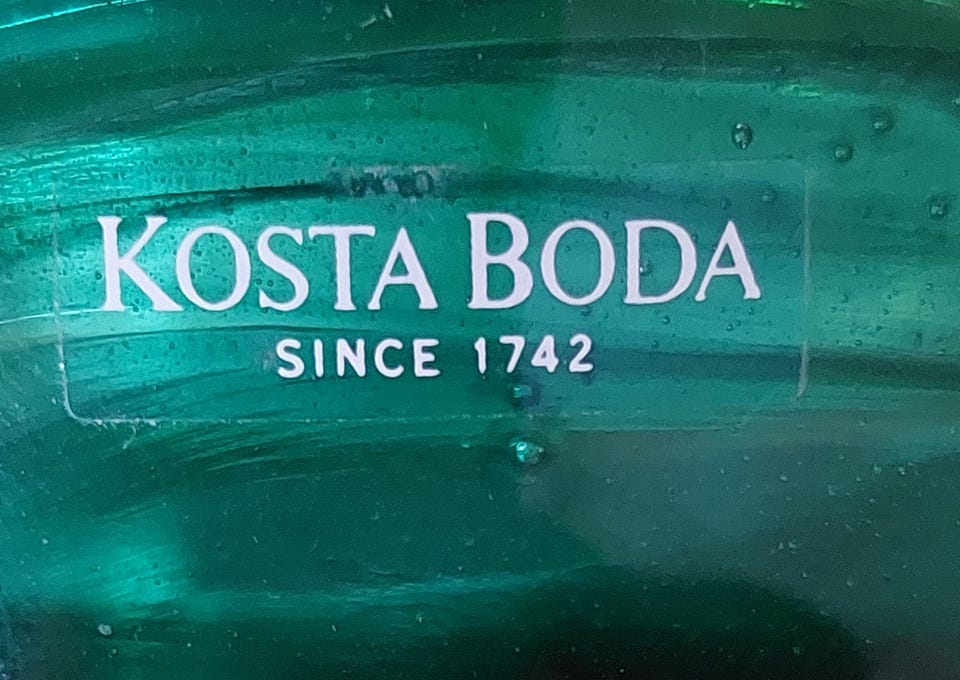 KOSTA BODA
SINCE 1742